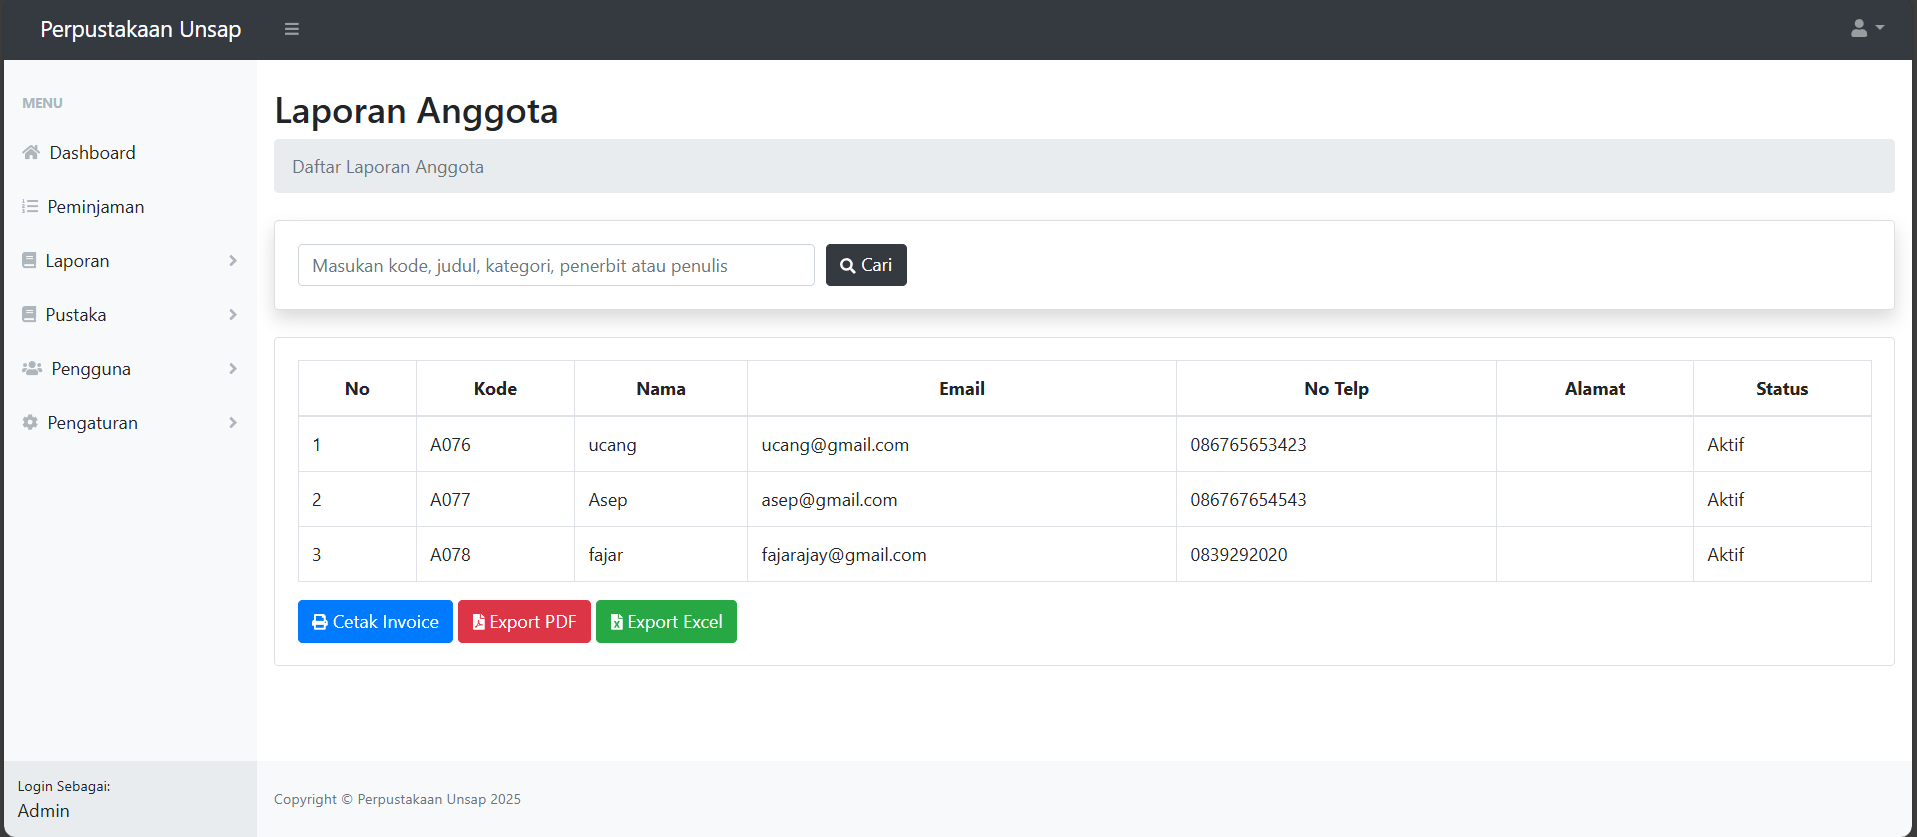 Perpustakaan Unsap
MENU
Dashboard
Peminjaman
Laporan
Pustaka
Pengguna
Pengaturan
Login Sebagai:
Admin
Laporan Anggota
Daftar Laporan Anggota
Masukan kode, judul, kategori, penerbit atau penulis Cari
No Kode Nama Email No Telp Alamat Status
1 A076 ucang ucang@gmail.com 086765653423 Aktif
2 A077 Asep asep@gmail.com 086767654543 Aktif
3 A078 fajar fajarajay@gmail.com 0839292020 Aktif
Cetak Invoice Export PDF Export Excel
Copyright © Perpustakaan Unsap 2025